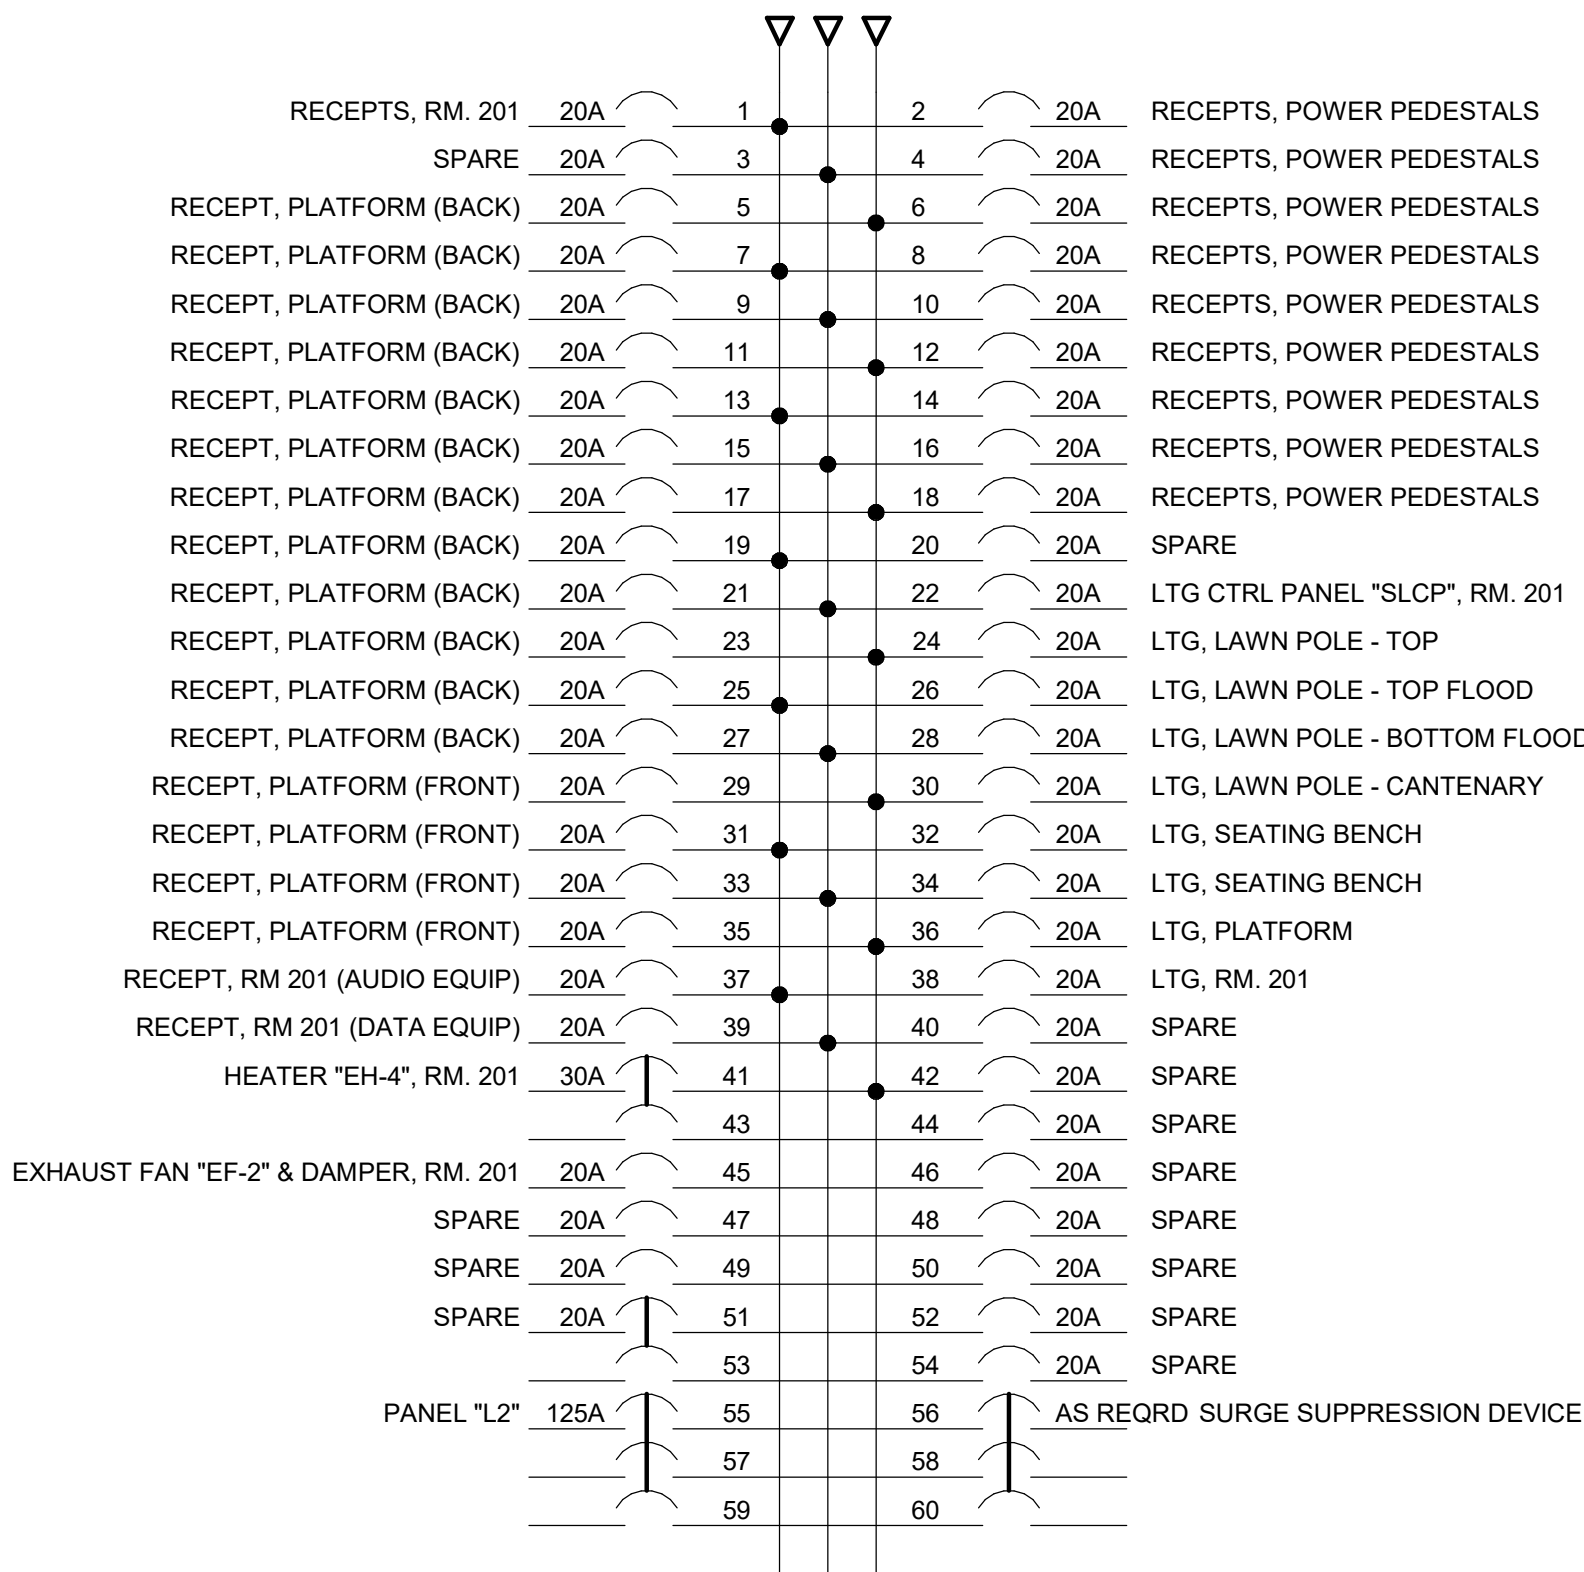 RECEPTS, RM. 201 20A 1 2 20A RECEPTS, POWER PEDESTALS
SPARE 20A 3 4 20A RECEPTS, POWER PEDESTALS
RECEPT, PLATFORM (BACK) 20A 5 6 20A RECEPTS, POWER PEDESTALS
RECEPT, PLATFORM (BACK) 20A 7 8 20A RECEPTS, POWER PEDESTALS
RECEPT, PLATFORM (BACK) 20A 9 10 20A RECEPTS, POWER PEDESTALS
RECEPT, PLATFORM (BACK) 20A 11 12 20A RECEPTS, POWER PEDESTALS
RECEPT, PLATFORM (BACK) 20A 13 14 20A RECEPTS, POWER PEDESTALS
RECEPT, PLATFORM (BACK) 20A 15 16 20A RECEPTS, POWER PEDESTALS
RECEPT, PLATFORM (BACK) 20A 17 18 20A RECEPTS, POWER PEDESTALS
RECEPT, PLATFORM (BACK) 20A 19 20 20A SPARE
RECEPT, PLATFORM (BACK) 20A 21 22 20A LTG CTRL PANEL "SLCP", RM. 201
RECEPT, PLATFORM (BACK) 20A 23 24 20A LTG, LAWN POLE - TOP
RECEPT, PLATFORM (BACK) 20A 25 26 20A LTG, LAWN POLE - TOP FLOOD
RECEPT, PLATFORM (BACK) 20A 27 28 20A LTG, LAWN POLE - BOTTOM FLOOD
RECEPT, PLATFORM (FRONT) 20A 29 30 20A LTG, LAWN POLE - CANTENARY
RECEPT, PLATFORM (FRONT) 20A 31 32 20A LTG, SEATING BENCH
RECEPT, PLATFORM (FRONT) 20A 33 34 20A LTG, SEATING BENCH
RECEPT, PLATFORM (FRONT) 20A 35 36 20A LTG, PLATFORM
RECEPT, RM 201 (AUDIO EQUIP) 20A 37 38 20A LTG, RM. 201
RECEPT, RM 201 (DATA EQUIP) 20A 39 40 20A SPARE
HEATER "EH-4", RM. 201 30A 41 42 20A SPARE
43 44 20A SPARE
EXHAUST FAN "EF-2" & DAMPER, RM. 201 20A 45 46 20A SPARE
SPARE 20A 47 48 20A SPARE
SPARE 20A 49 50 20A SPARE
SPARE 20A 51 52 20A SPARE
53 54 20A SPARE
PANEL "L2" 125A 55 56 AS REQRD SURGE SUPPRESSION DEVICE
57 58
59 60